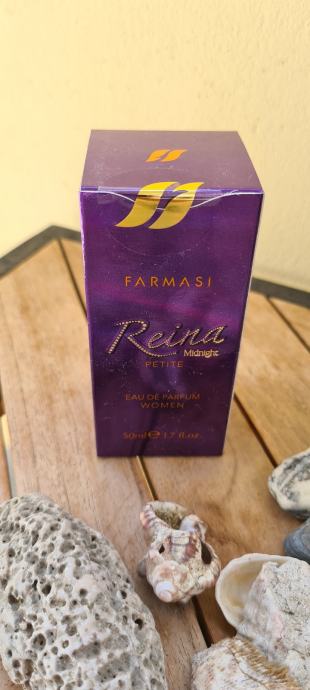 FARMASI
Reina
Midnight
PETITE
EAU DE PARFUM
WOMEN
50ml ℮ 1.7 fl.oz.